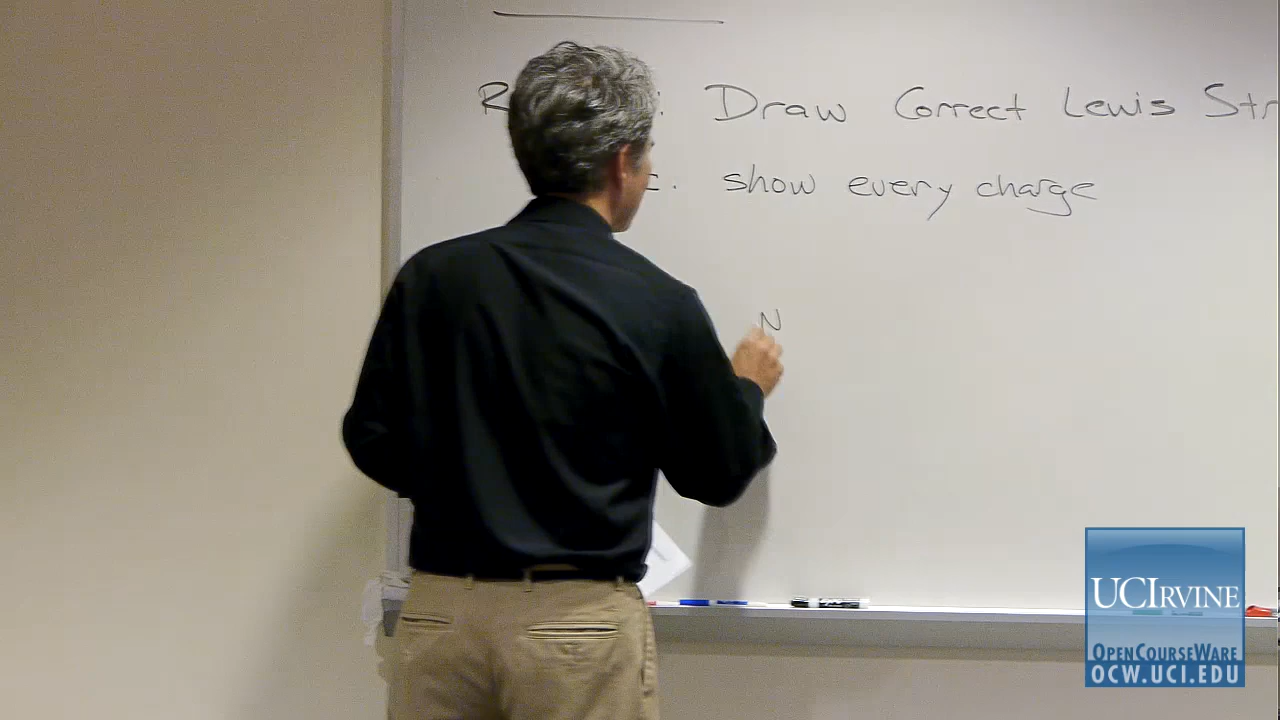 Draw Correct Lewis Str
c. show every charge
N
UCIRVINE
OPENCOURSEWARE
OCW.UCI.EDU